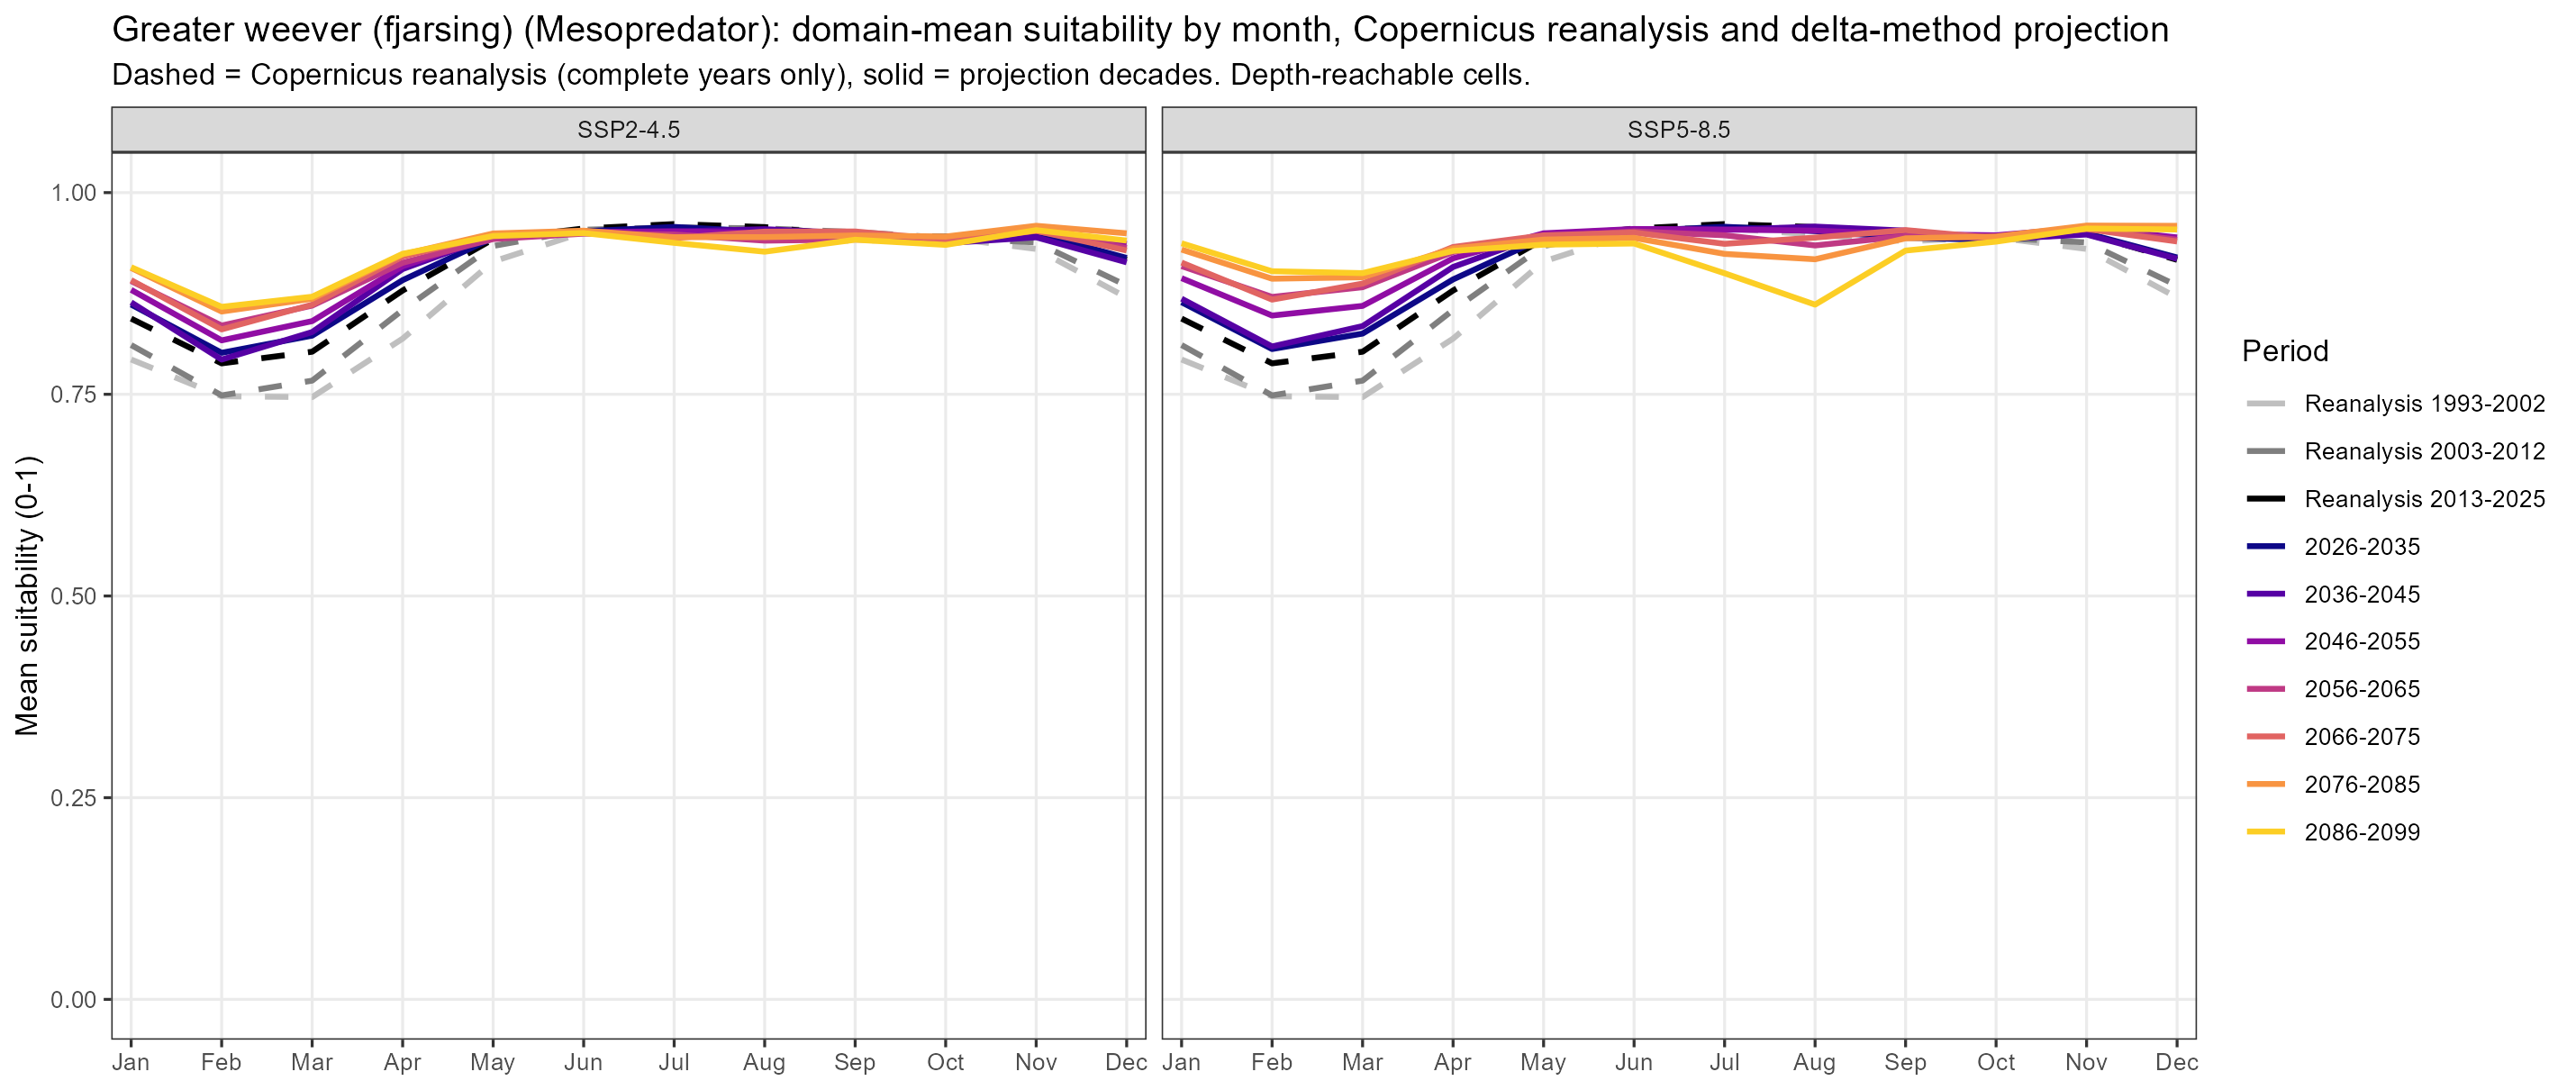 Greater weever (fjarsing) (Mesopredator): domain-mean suitability by month, Copernicus reanalysis and delta-method projection
Dashed = Copernicus reanalysis (complete years only), solid = projection decades. Depth-reachable cells.
SSP2-4.5
SSP5-8.5
Mean suitability (0-1)
1.00
0.75
0.50
0.25
0.00
Jan Feb Mar Apr May Jun Jul Aug Sep Oct Nov Dec
Jan Feb Mar Apr May Jun Jul Aug Sep Oct Nov Dec
Period
Reanalysis 1993-2002
Reanalysis 2003-2012
Reanalysis 2013-2025
2026-2035
2036-2045
2046-2055
2056-2065
2066-2075
2076-2085
2086-2099